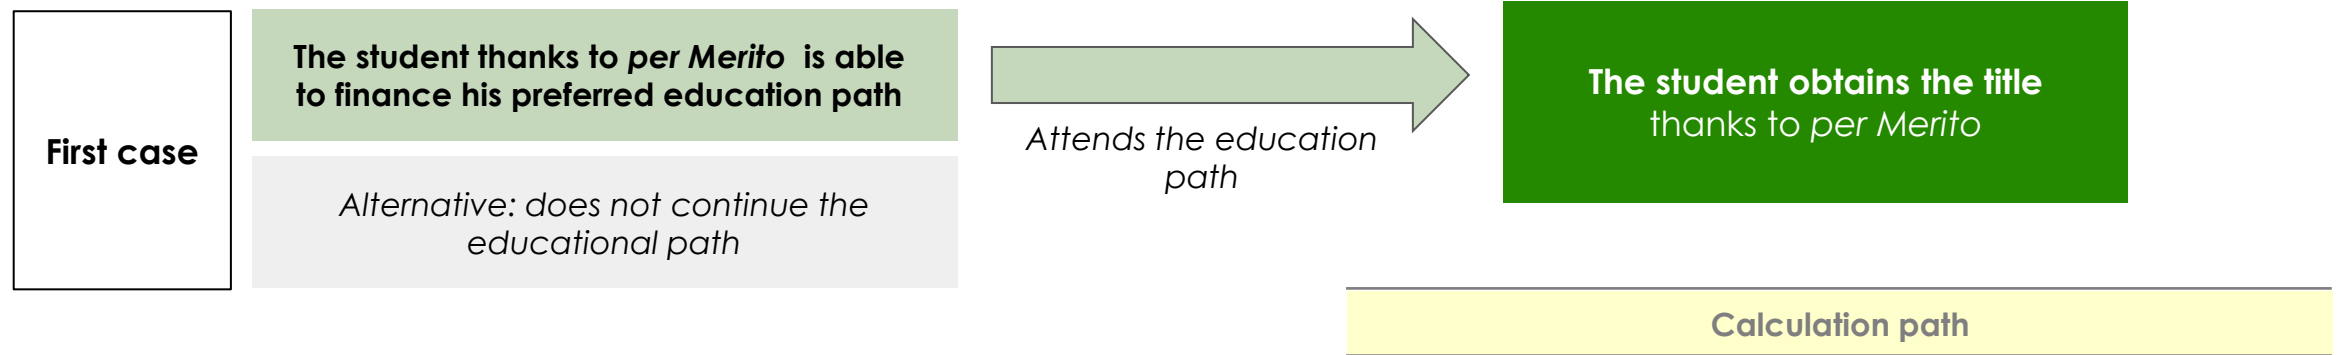 First case
The student thanks to per Merito is able
to finance his preferred education path
Alternative: does not continue the
educational path
Attends the education
path
The student obtains the title
thanks to per Merito
Calculation path